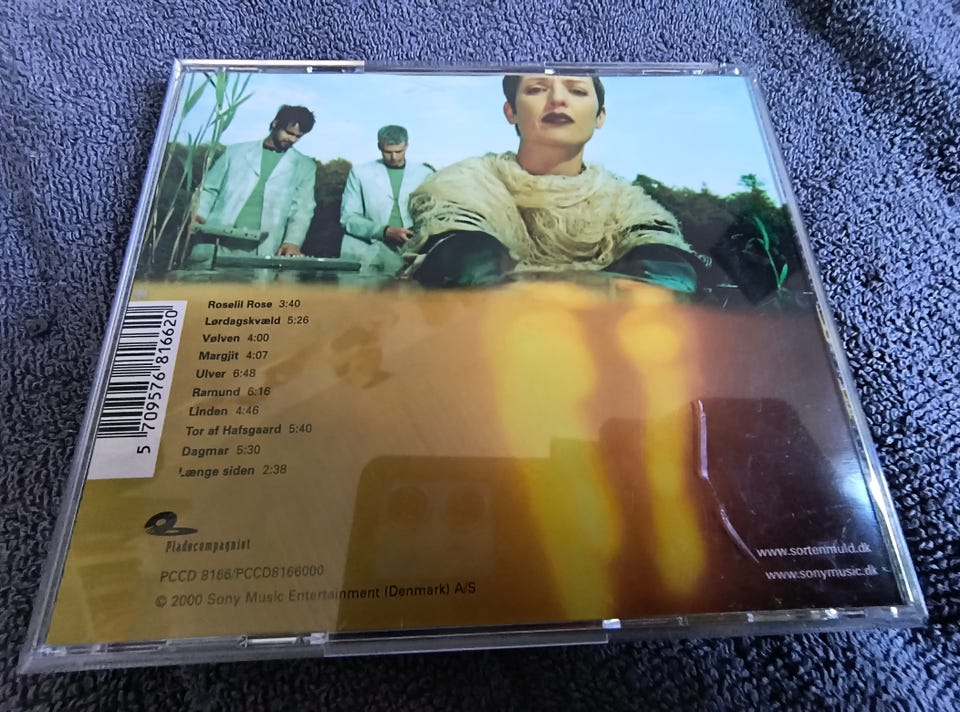 Roselil Rose 3:40
Lørdagskvæld 5:26
Vølven 4:00
Margjit 4:07
Ulver 6:48
Ramund 6:16
Linden 4:46
Tor af Hafsgaard 5:40
Dagmar 5:30
Længe siden 2:38
5 709576 816620
Pladecompagniet
PCCD 8166/PCCD8166000
© 2000 Sony Music Entertainment (Denmark) A/S
www.sortenmuld.dk
www.sonymusic.dk